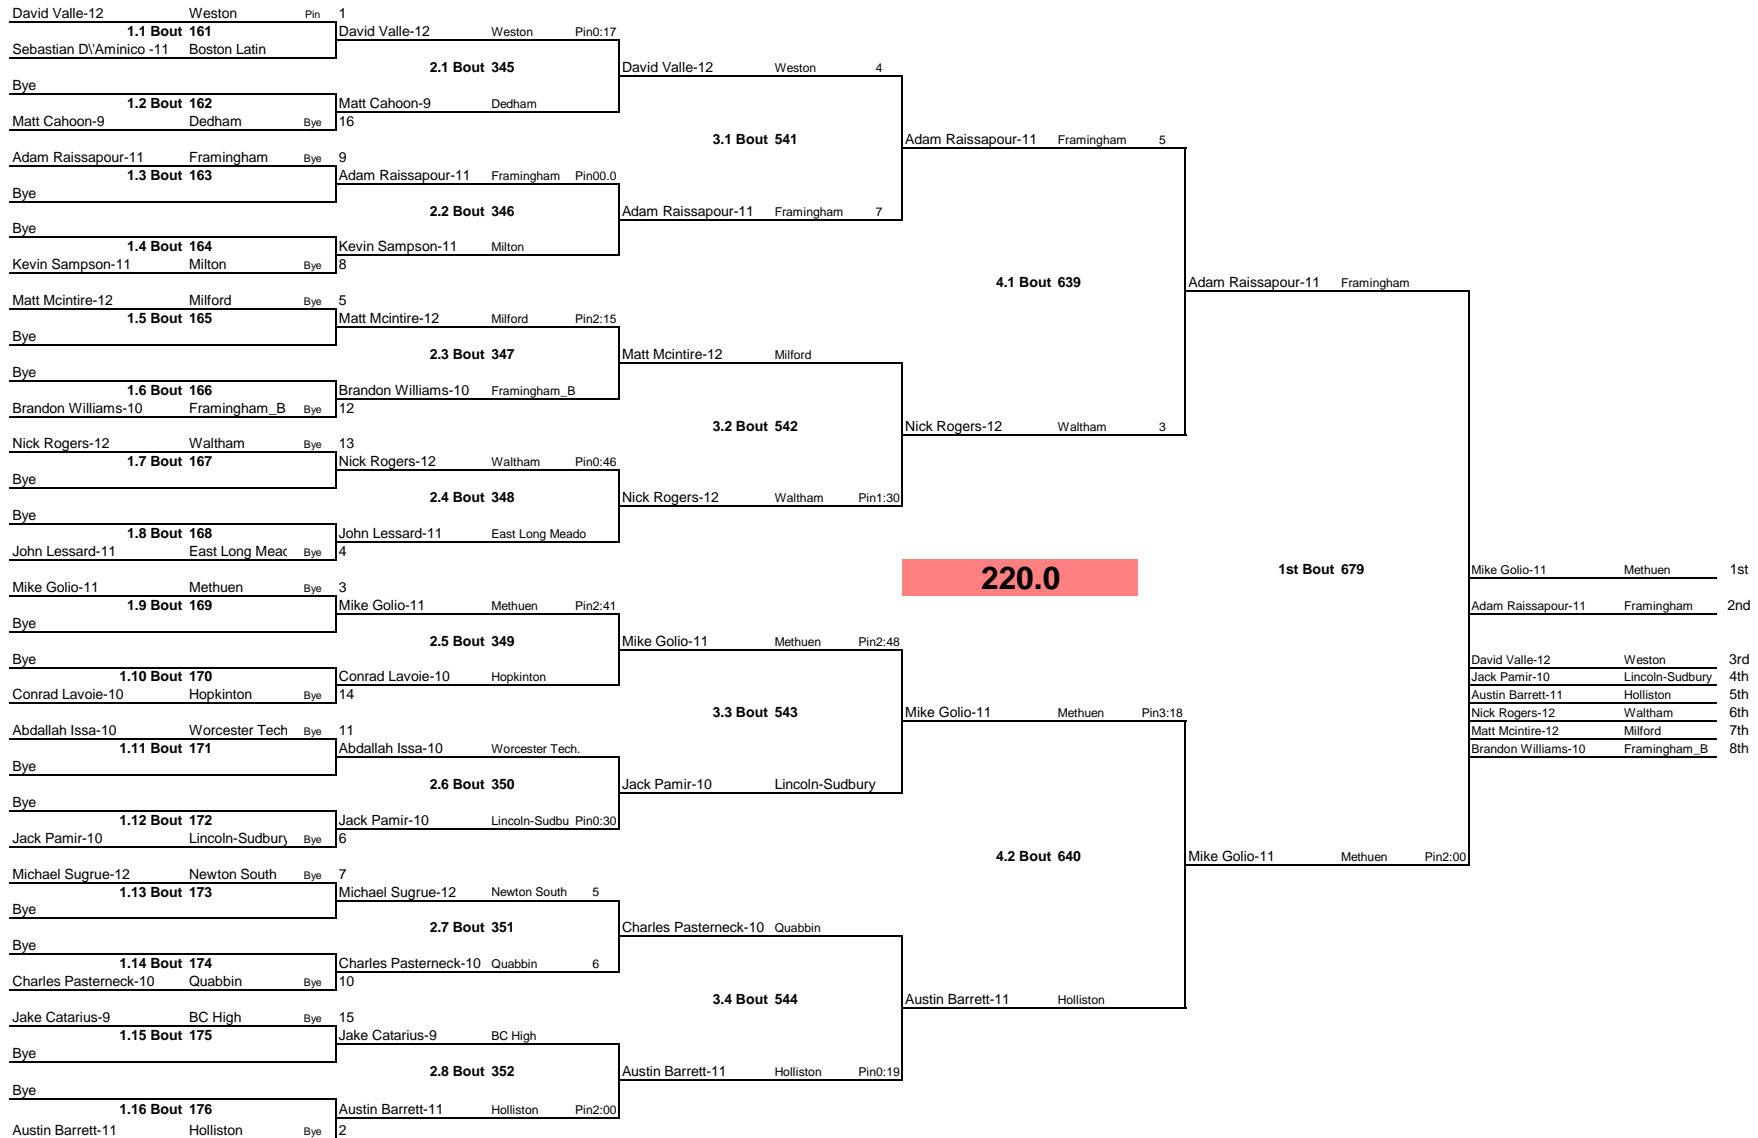 David Valle-12 Weston Pin 1
1.1 Bout 161
David Valle-12 Weston Pin0:17
Sebastian D\'Aminico -11 Boston Latin
2.1 Bout 345
David Valle-12 Weston 4
Bye
1.2 Bout 162
Matt Cahoon-9 Dedham
Matt Cahoon-9 Dedham Bye 16
3.1 Bout 541
Adam Raissapour-11 Framingham 5
Adam Raissapour-11 Framingham Bye 9
1.3 Bout 163
Adam Raissapour-11 Framingham Pin00.0
Bye
2.2 Bout 346
Adam Raissapour-11 Framingham 7
Bye
1.4 Bout 164
Kevin Sampson-11 Milton
Kevin Sampson-11 Milton Bye 8
4.1 Bout 639
Adam Raissapour-11 Framingham
Matt Mcintire-12 Milford Bye 5
1.5 Bout 165
Matt Mcintire-12 Milford Pin2:15
Bye
2.3 Bout 347
Matt Mcintire-12 Milford
Bye
1.6 Bout 166
Brandon Williams-10 Framingham_B
Brandon Williams-10 Framingham_B Bye 12
3.2 Bout 542
Nick Rogers-12 Waltham 3
Nick Rogers-12 Waltham Bye 13
1.7 Bout 167
Nick Rogers-12 Waltham Pin0:46
Bye
2.4 Bout 348
Nick Rogers-12 Waltham Pin1:30
Bye
1.8 Bout 168
John Lessard-11 East Long Meado
John Lessard-11 East Long Meac Bye 4
220.0
1st Bout 679
Mike Golio-11 Methuen 1st
Mike Golio-11 Methuen Bye 3
1.9 Bout 169
Mike Golio-11 Methuen Pin2:41
Adam Raissapour-11 Framingham 2nd
Bye
2.5 Bout 349
Mike Golio-11 Methuen Pin2:48
Bye
David Valle-12 Weston 3rd
1.10 Bout 170
Conrad Lavoie-10 Hopkinton
Jack Pamir-10 Lincoln-Sudbury 4th
Conrad Lavoie-10 Hopkinton Bye 14
Austin Barrett-11 Holliston 5th
3.3 Bout 543
Mike Golio-11 Methuen Pin3:18
Nick Rogers-12 Waltham 6th
Abdallah Issa-10 Worcester Tech Bye 11
Matt Mcintire-12 Milford 7th
1.11 Bout 171
Abdallah Issa-10 Worcester Tech.
Brandon Williams-10 Framingham_B 8th
Bye
2.6 Bout 350
Jack Pamir-10 Lincoln-Sudbury
Bye
1.12 Bout 172
Jack Pamir-10 Lincoln-Sudbu Pin0:30
Jack Pamir-10 Lincoln-Sudbury Bye 6
4.2 Bout 640
Mike Golio-11 Methuen Pin2:00
Michael Sugrue-12 Newton South Bye 7
1.13 Bout 173
Michael Sugrue-12 Newton South 5
Bye
2.7 Bout 351
Charles Pasterneck-10 Quabbin
Bye
1.14 Bout 174
Charles Pasterneck-10 Quabbin 6
Charles Pasterneck-10 Quabbin Bye 10
3.4 Bout 544
Austin Barrett-11 Holliston
Jake Catarius-9 BC High Bye 15
1.15 Bout 175
Jake Catarius-9 BC High
Bye
2.8 Bout 352
Austin Barrett-11 Holliston Pin0:19
Bye
1.16 Bout 176
Austin Barrett-11 Holliston Pin2:00
Austin Barrett-11 Holliston Bye 2